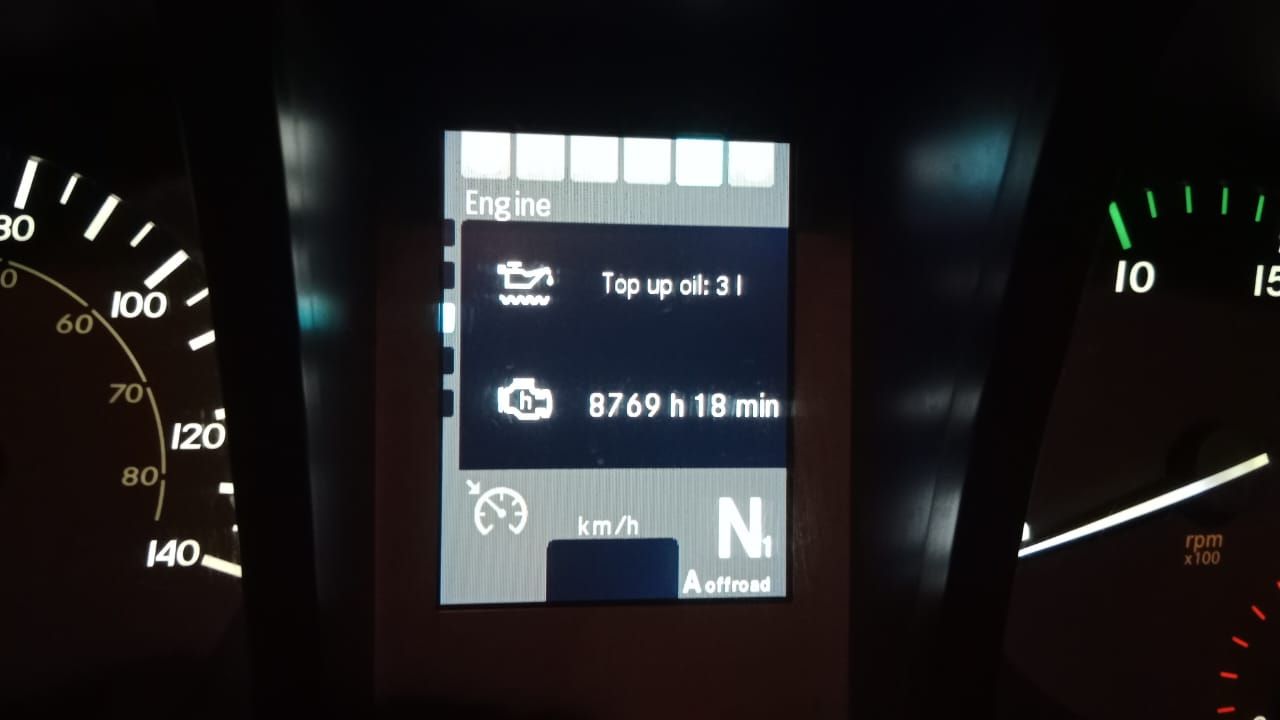 Engine
Top up oil: 3 l
h
8769 h 18 min
km/h
N1
A offroad
80
100
120
140
60
70
80
10
rpm
x100